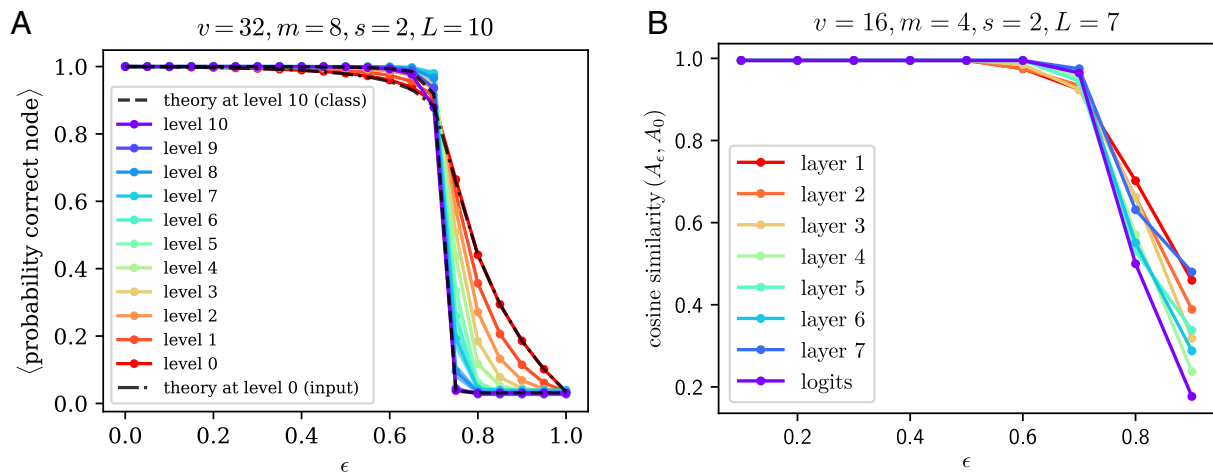 A
v = 32, m = 8, s = 2, L = 10
⟨probability correct node⟩
1.0
0.8
0.6
0.4
0.2
0.0
theory at level 10 (class)
level 10
level 9
level 8
level 7
level 6
level 5
level 4
level 3
level 2
level 1
level 0
theory at level 0 (input)
0.0 0.2 0.4 0.6 0.8 1.0
ϵ
B
v = 16, m = 4, s = 2, L = 7
cosine similarity (A_ϵ, A_0)
1.0
0.8
0.6
0.4
0.2
layer 1
layer 2
layer 3
layer 4
layer 5
layer 6
layer 7
logits
0.2 0.4 0.6 0.8
ϵ